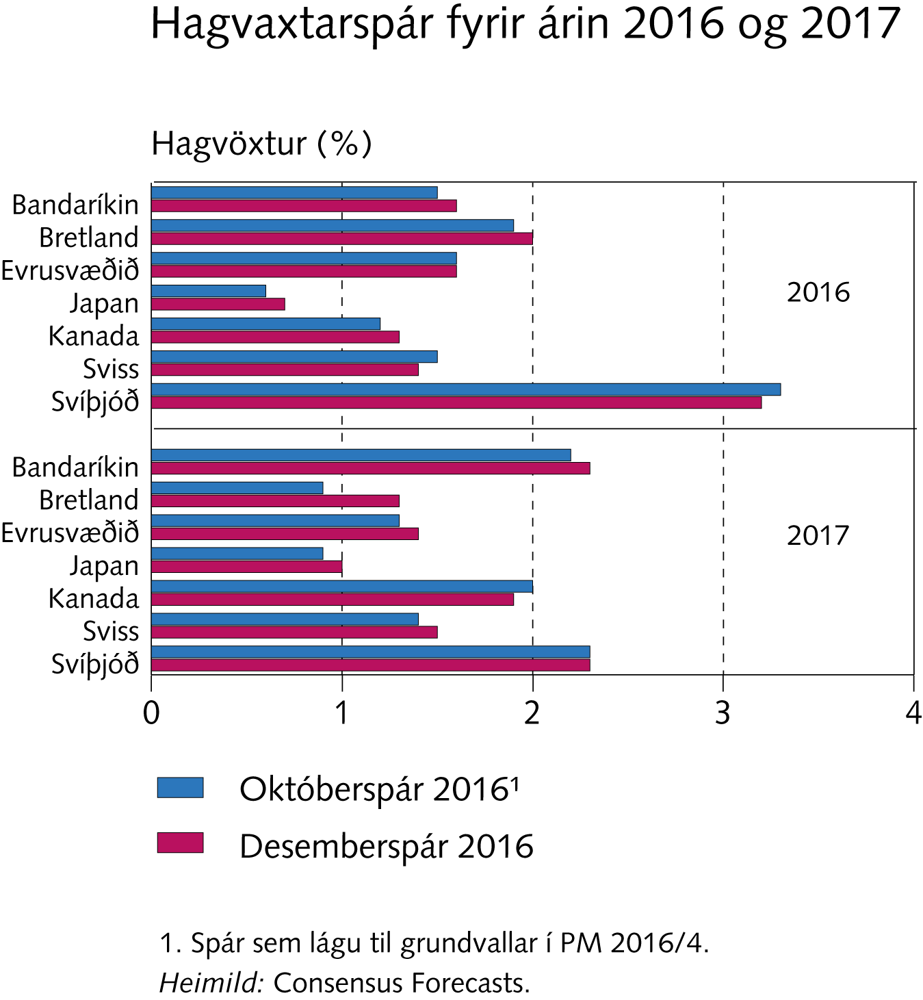 Hagvaxtarspár fyrir árin 2016 og 2017
Hagvöxtur (%)
Bandaríkin
Bretland
Evrusvæðið
Japan
Kanada
Sviss
Svíþjóð
2016
Bandaríkin
Bretland
Evrusvæðið
Japan
Kanada
Sviss
Svíþjóð
2017
0 1 2 3 4
Októberspár 2016¹
Desemberspár 2016
1. Spár sem lágu til grundvallar í PM 2016/4.
Heimild: Consensus Forecasts.